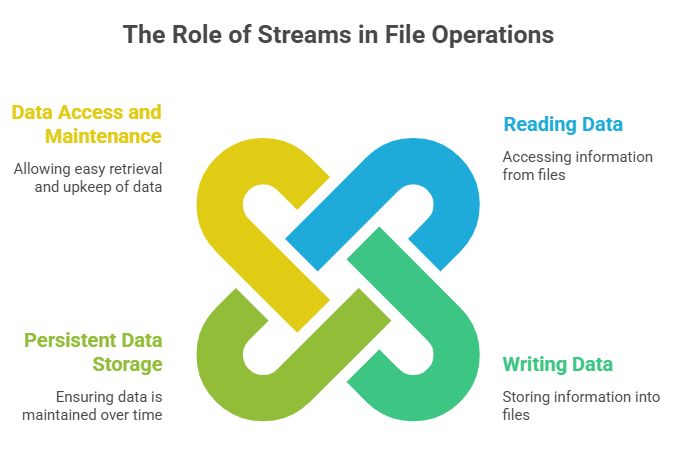 The Role of Streams in File Operations
Data Access and
Maintenance
Allowing easy retrieval
and upkeep of data
Reading Data
Accessing information
from files
Persistent Data
Storage
Ensuring data is
maintained over time
Writing Data
Storing information into
files